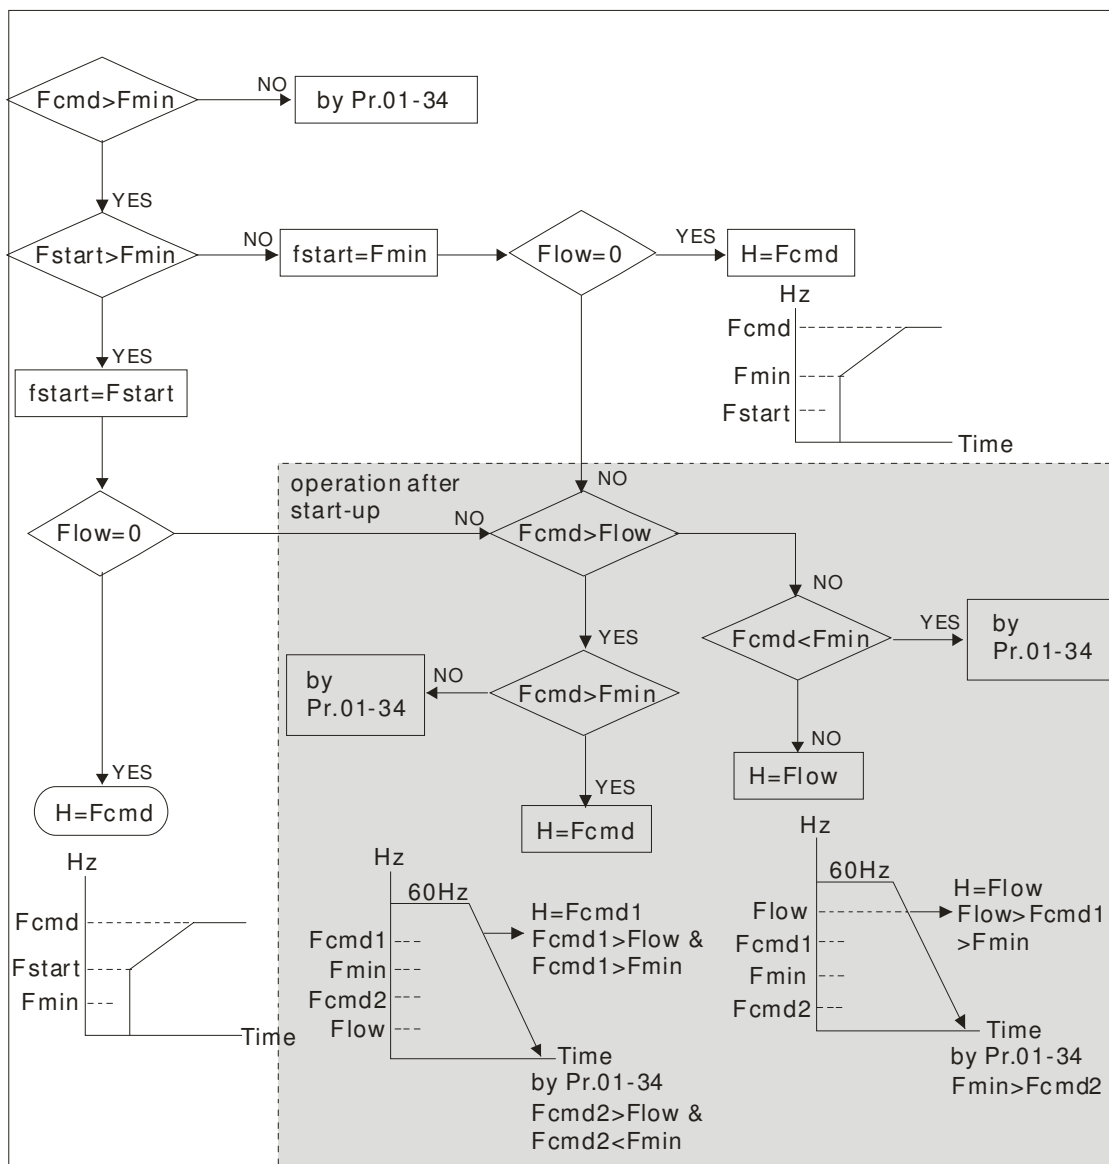 Fcmd>Fmin
NO
by Pr.01-34
YES
Fstart>Fmin
NO
fstart=Fmin
Flow=0
YES
H=Fcmd
Hz
Fcmd
Fmin
Fstart
Time
YES
fstart=Fstart
NO
operation after
start-up
Flow=0
NO
Fcmd>Flow
NO
YES
Fcmd<Fmin
YES
by
Pr.01-34
by
Pr.01-34
NO
Fcmd>Fmin
NO
H=Flow
YES
H=Fcmd
YES
H=Fcmd
Hz
Fcmd
Fstart
Fmin
Time
Hz
60Hz
Fcmd1
Fmin
Fcmd2
Flow
H=Fcmd1
Fcmd1>Flow &
Fcmd1>Fmin
Time
by Pr.01-34
Fcmd2>Flow &
Fcmd2<Fmin
Hz
60Hz
Flow
Fcmd1
Fmin
Fcmd2
H=Flow
Flow>Fcmd1
>Fmin
Time
by Pr.01-34
Fmin>Fcmd2